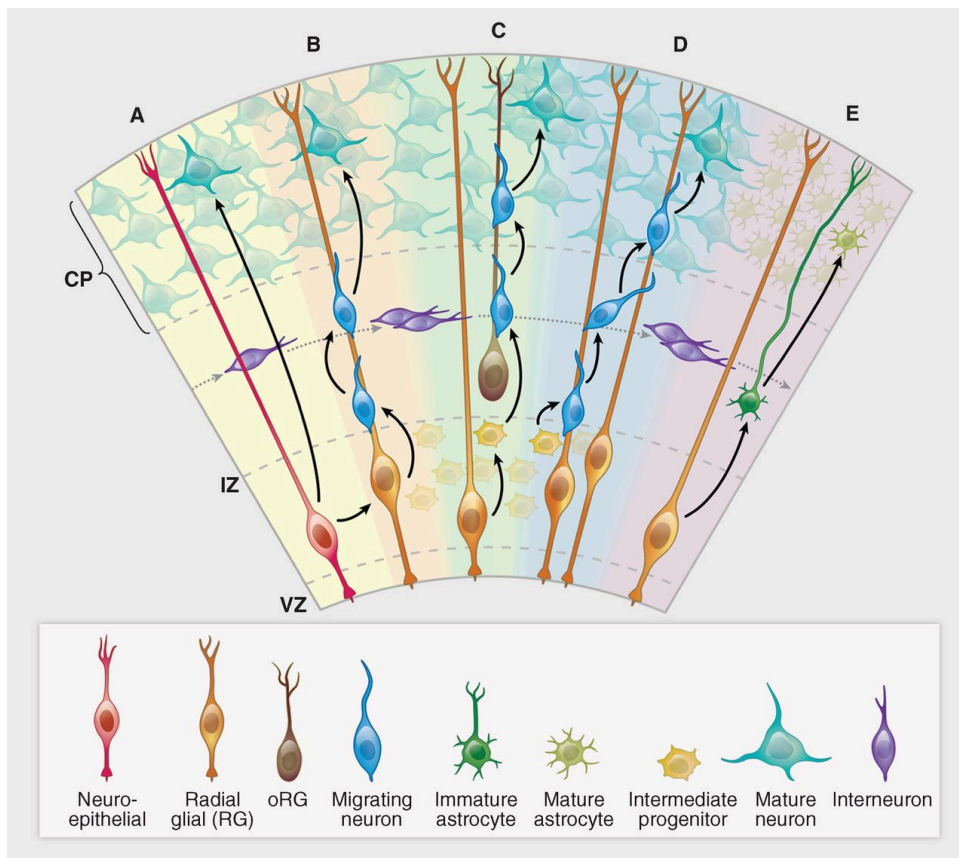 A
B
C
D
E
CP
IZ
VZ
Neuro-
epithelial
Radial
glial (RG)
oRG
Migrating
neuron
Immature
astrocyte
Mature
astrocyte
Intermediate
progenitor
Mature
neuron
Interneuron